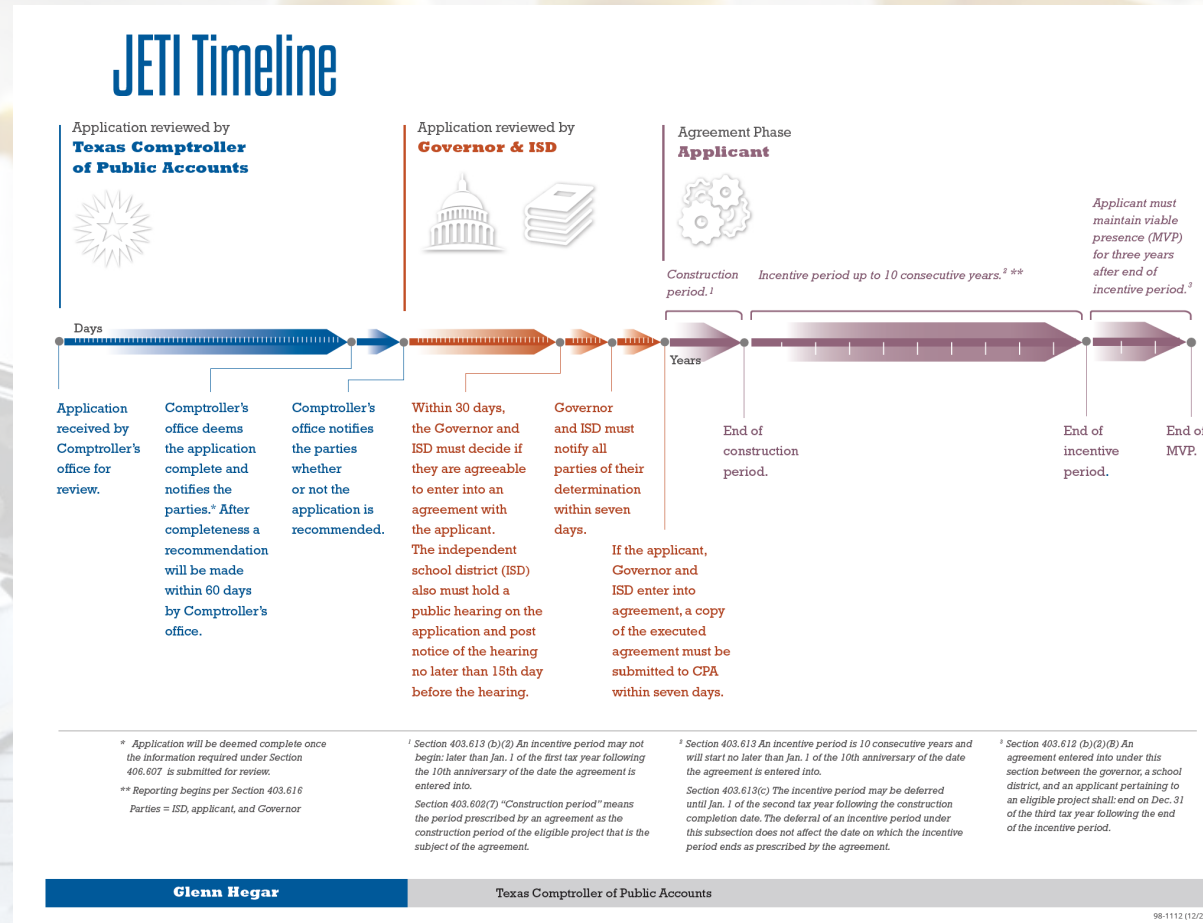 JETI Timeline
Application reviewed by
Texas Comptroller
of Public Accounts
Application reviewed by
Governor & ISD
Agreement Phase
Applicant
Applicant must
maintain viable
presence (MVP)
for three years
after end of
incentive period.³
Construction
period.¹
Incentive period up to 10 consecutive years.² **
Days
Years
Application
received by
Comptroller's
office for
review.
Comptroller's
office deems
the application
complete and
notifies the
parties.* After
completeness a
recommendation
will be made
within 60 days
by Comptroller's
office.
Comptroller's
office notifies
the parties
whether
or not the
application is
recommended.
Within 30 days,
the Governor and
ISD must decide if
they are agreeable
to enter into an
agreement with
the applicant.
The independent
school district (ISD)
also must hold a
public hearing on the
application and post
notice of the hearing
no later than 15th day
before the hearing.
Governor
and ISD must
notify all
parties of their
determination
within seven
days.
If the applicant,
Governor and
ISD enter into
agreement, a copy
of the executed
agreement must be
submitted to CPA
within seven days.
End of
construction
period.
End of
incentive
period.
End of
MVP.
* Application will be deemed complete once
the information required under Section
406.607 is submitted for review.
** Reporting begins per Section 403.616
Parties = ISD, applicant, and Governor
¹ Section 403.613 (b)(2) An incentive period may not
begin: later than Jan. 1 of the first tax year following
the 10th anniversary of the date the agreement is
entered into.
Section 403.602(7) "Construction period" means
the period prescribed by an agreement as the
construction period of the eligible project that is the
subject of the agreement.
² Section 403.613 An incentive period is 10 consecutive years and
will start no later than Jan. 1 of the 10th anniversary of the date
the agreement is entered into.
Section 403.613(c) The incentive period may be deferred
until Jan. 1 of the second tax year following the construction
completion date. The deferral of an incentive period under
this subsection does not affect the date on which the incentive
period ends as prescribed by the agreement.
³ Section 403.612 (b)(2)(B) An
agreement entered into under this
section between the governor, a school
district, and an applicant pertaining to
an eligible project shall: end on Dec. 31
of the third tax year following the end
of the incentive period.
Glenn Hegar
Texas Comptroller of Public Accounts
98-1112 (12/2